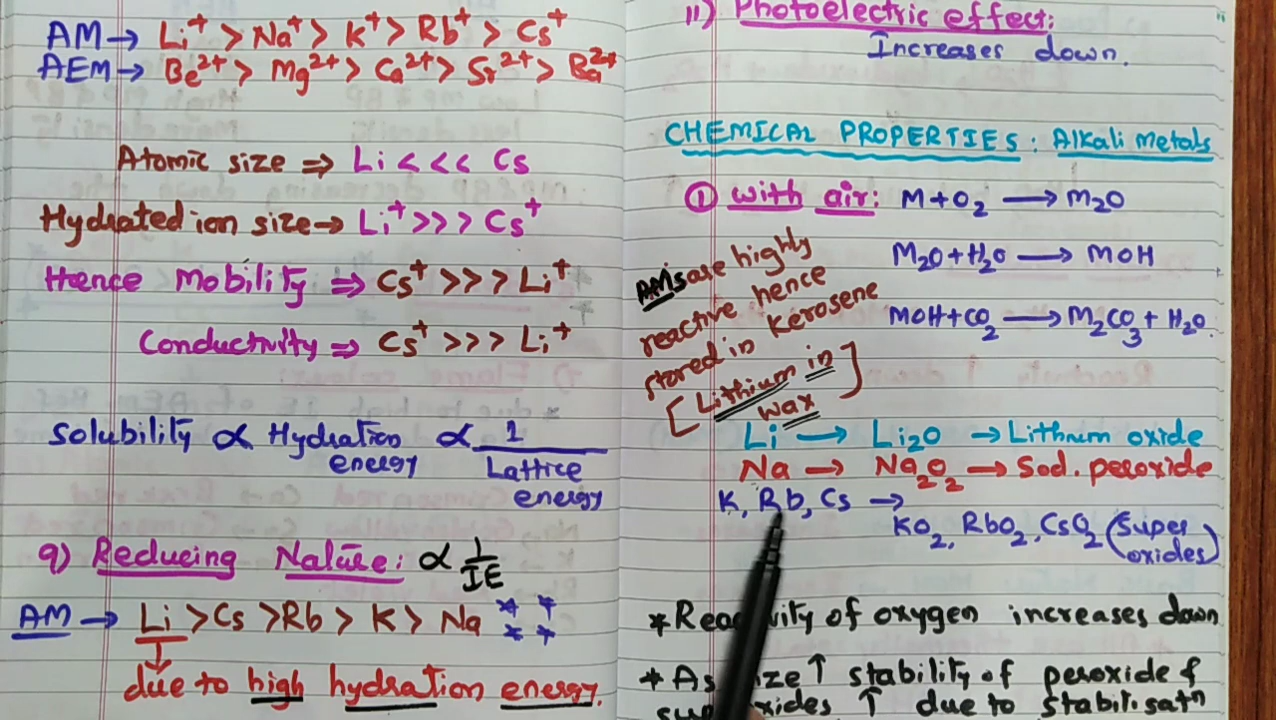 AM → Li⁺ > Na⁺ > K⁺ > Rb⁺ > Cs⁺
AEM → Be²⁺ > Mg²⁺ > Ca²⁺ > Sr²⁺ > Ba²⁺
Atomic size ⇒ Li < < < Cs
Hydrated ion size → Li⁺ >>> Cs⁺
Hence Mobility ⇒ Cs⁺ >>> Li⁺
Conductivity ⇒ Cs⁺ >>> Li⁺
Solubility ∝ Hydration energy ∝ 1/Lattice energy
9) Reducing Nature: ∝ 1/IE
AM → Li > Cs > Rb > K > Na ****
↓
due to high hydration energy.
11) Photoelectric effect:
Increases down.
CHEMICAL PROPERTIES: Alkali metals
① with air: M + O₂ → M₂O
M₂O + H₂O → MOH
MOH + CO₂ → M₂CO₃ + H₂O.
AMs are highly
reactive hence
stored in Kerosene
[Lithium in
wax]
Li → Li₂O → Lithium oxide
Na → Na₂O₂ → Sod. peroxide
K, Rb, Cs →
KO₂, RbO₂, CsO₂ (Super
oxides)
* Reactivity of oxygen increases down
* As size ↑ stability of peroxide &
↑ due to stabilisatⁿ